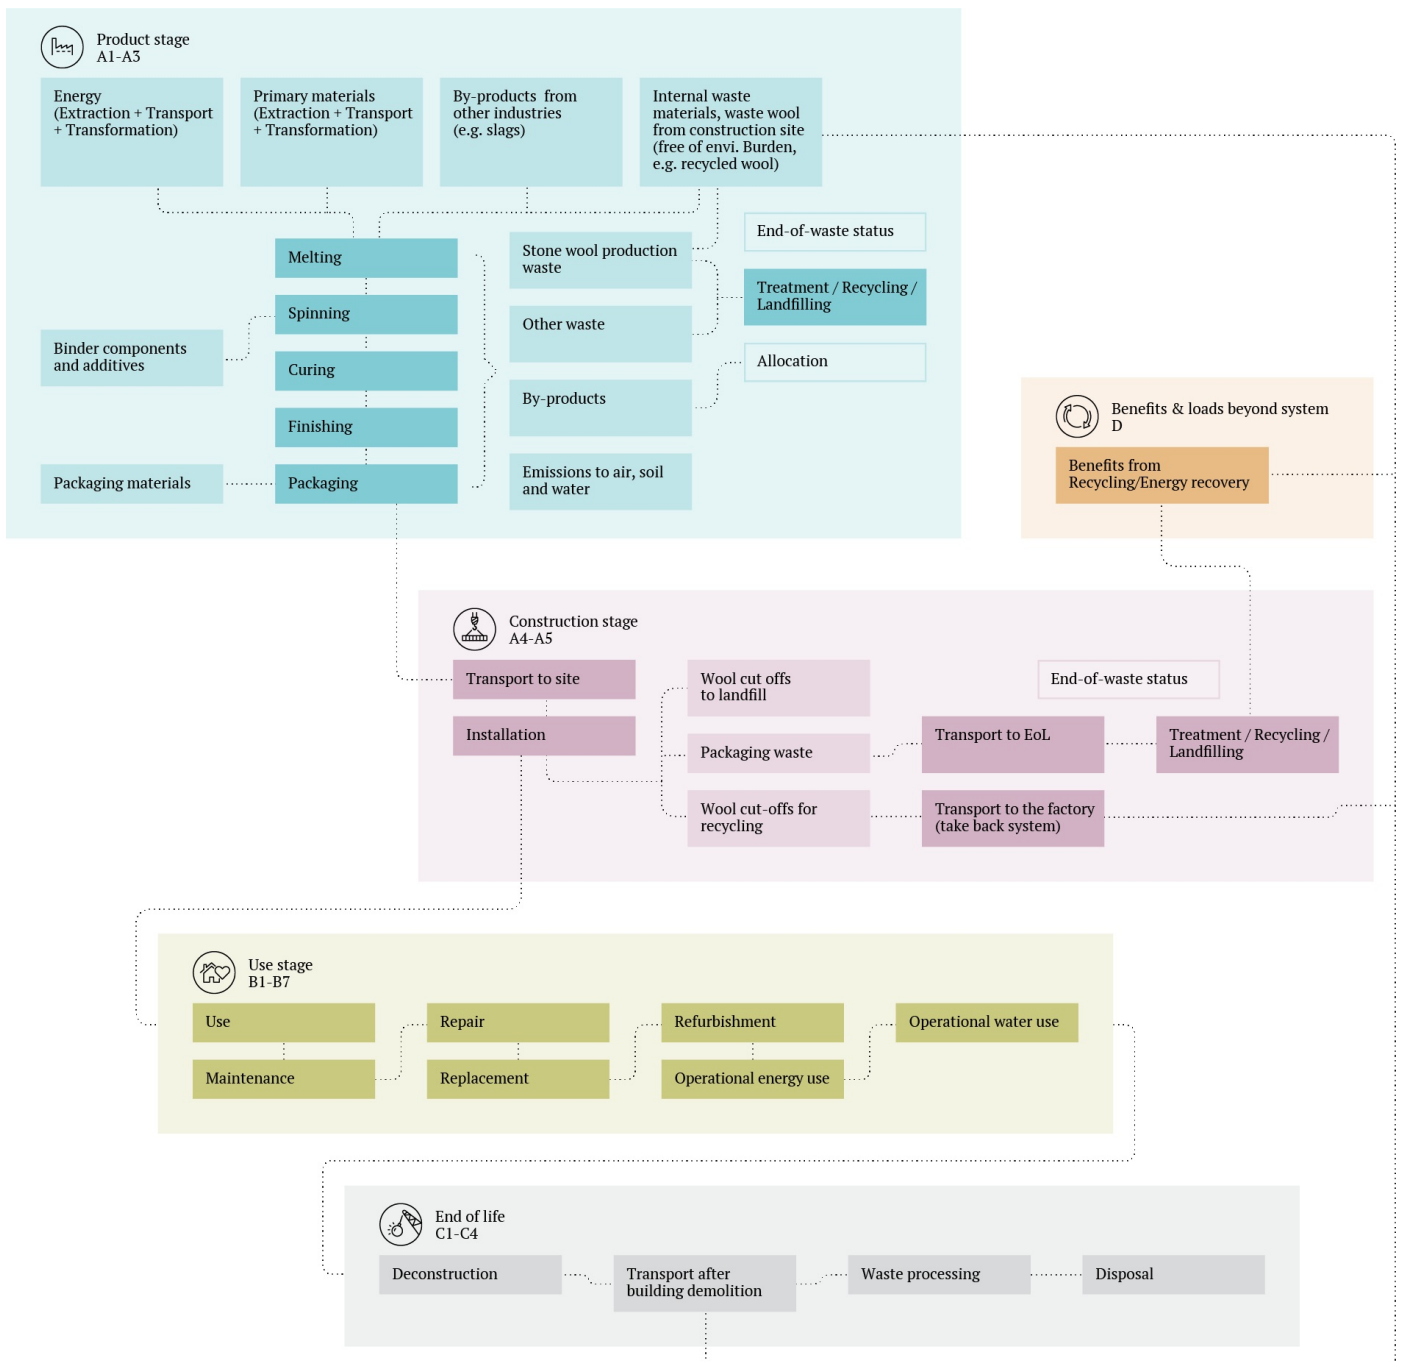 Product stage
A1-A3
Energy
(Extraction + Transport
+ Transformation)
Primary materials
(Extraction + Transport
+ Transformation)
By-products from
other industries
(e.g. slags)
Internal waste
materials, waste wool
from construction site
(free of envi. Burden,
e.g. recycled wool)
Melting
Spinning
Curing
Finishing
Packaging
Binder components
and additives
Packaging materials
Stone wool production
waste
Other waste
By-products
Emissions to air, soil
and water
End-of-waste status
Treatment / Recycling /
Landfilling
Allocation
Benefits & loads beyond system
D
Benefits from
Recycling/Energy recovery
Construction stage
A4-A5
Transport to site
Installation
Wool cut offs
to landfill
Packaging waste
Wool cut-offs for
recycling
End-of-waste status
Transport to EoL
Treatment / Recycling /
Landfilling
Transport to the factory
(take back system)
Use stage
B1-B7
Use
Maintenance
Repair
Replacement
Refurbishment
Operational energy use
Operational water use
End of life
C1-C4
Deconstruction
Transport after
building demolition
Waste processing
Disposal